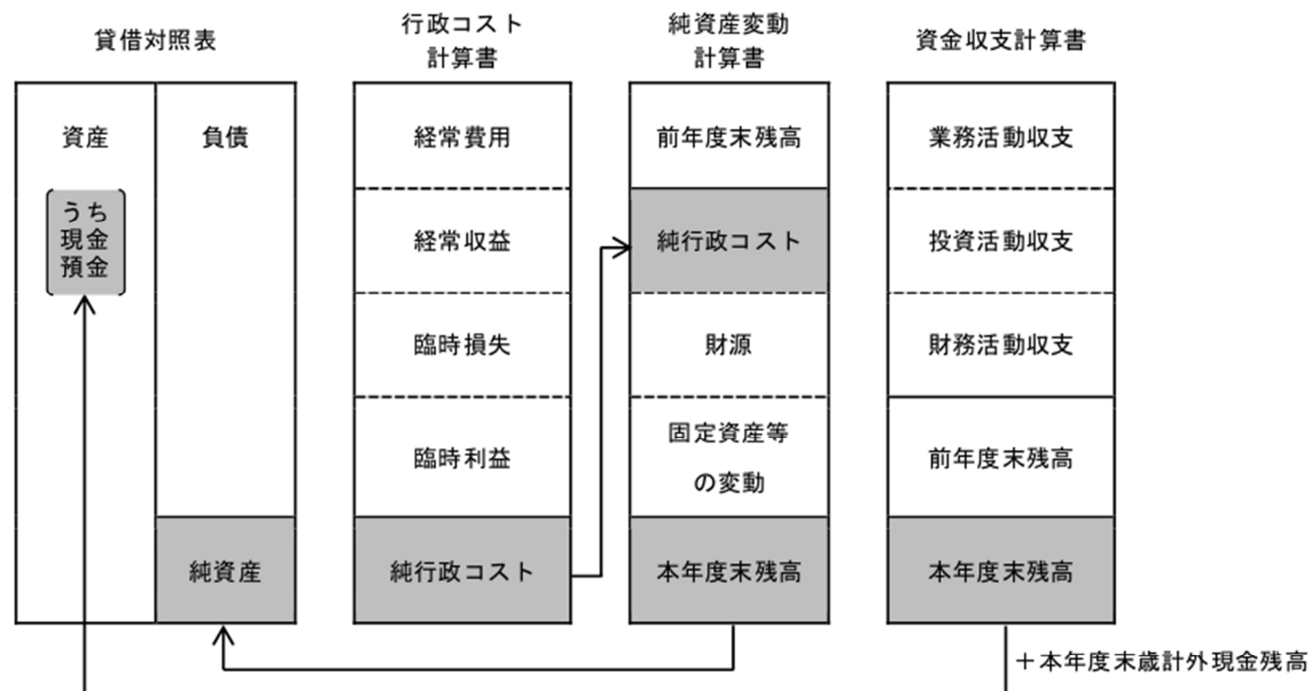 貸借対照表
資産
うち
現金
預金
負債
純資産
行政コスト
計算書
経常費用
経常収益
臨時損失
臨時利益
純行政コスト
純資産変動
計算書
前年度末残高
純行政コスト
財源
固定資産等
の変動
本年度末残高
資金収支計算書
業務活動収支
投資活動収支
財務活動収支
前年度末残高
本年度末残高
＋本年度末歳計外現金残高